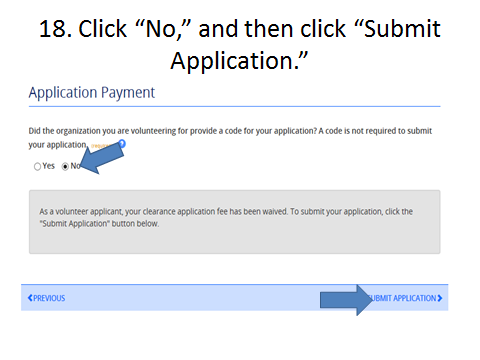 18. Click “No,” and then click “Submit
Application.”
Application Payment
Did the organization you are volunteering for provide a code for your application? A code is not required to submit
your application.
Yes No
As a volunteer applicant, your clearance application fee has been waived. To submit your application, click the
"Submit Application" button below.
PREVIOUS
SUBMIT APPLICATION